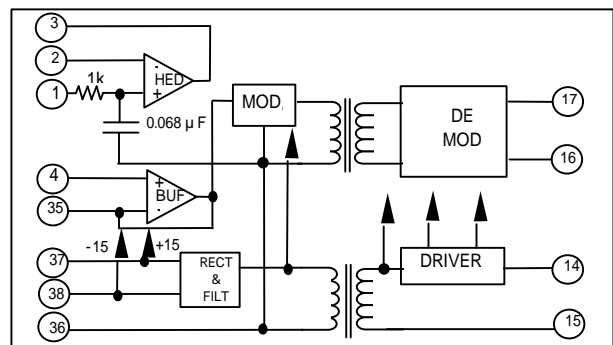 3
2
HED
- +
1k
1
0.068 µ F
MOD,
DE
MOD
17
16
4
+
BUF
-
35
-15
+15
37
38
RECT
&
FILT
DRIVER
14
36
15